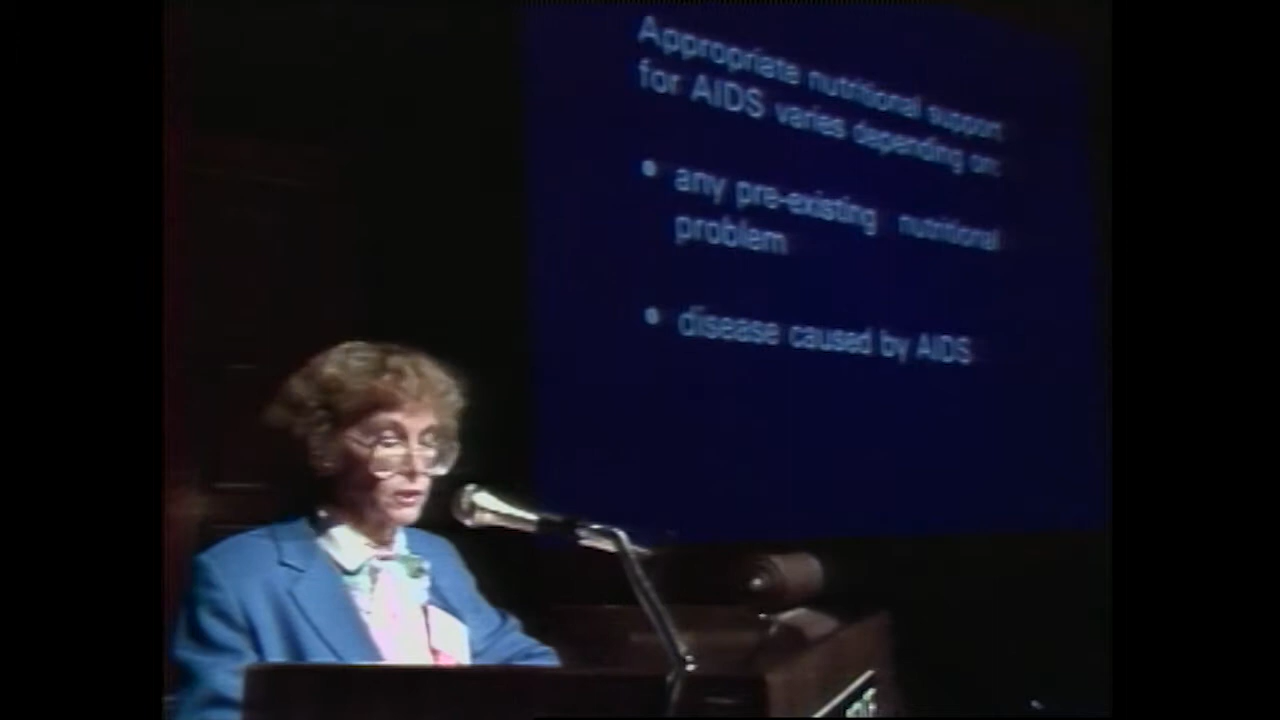 Appropriate nutritional support
for AIDS varies depending on:
• any pre-existing nutritional
problem
• disease caused by AIDS